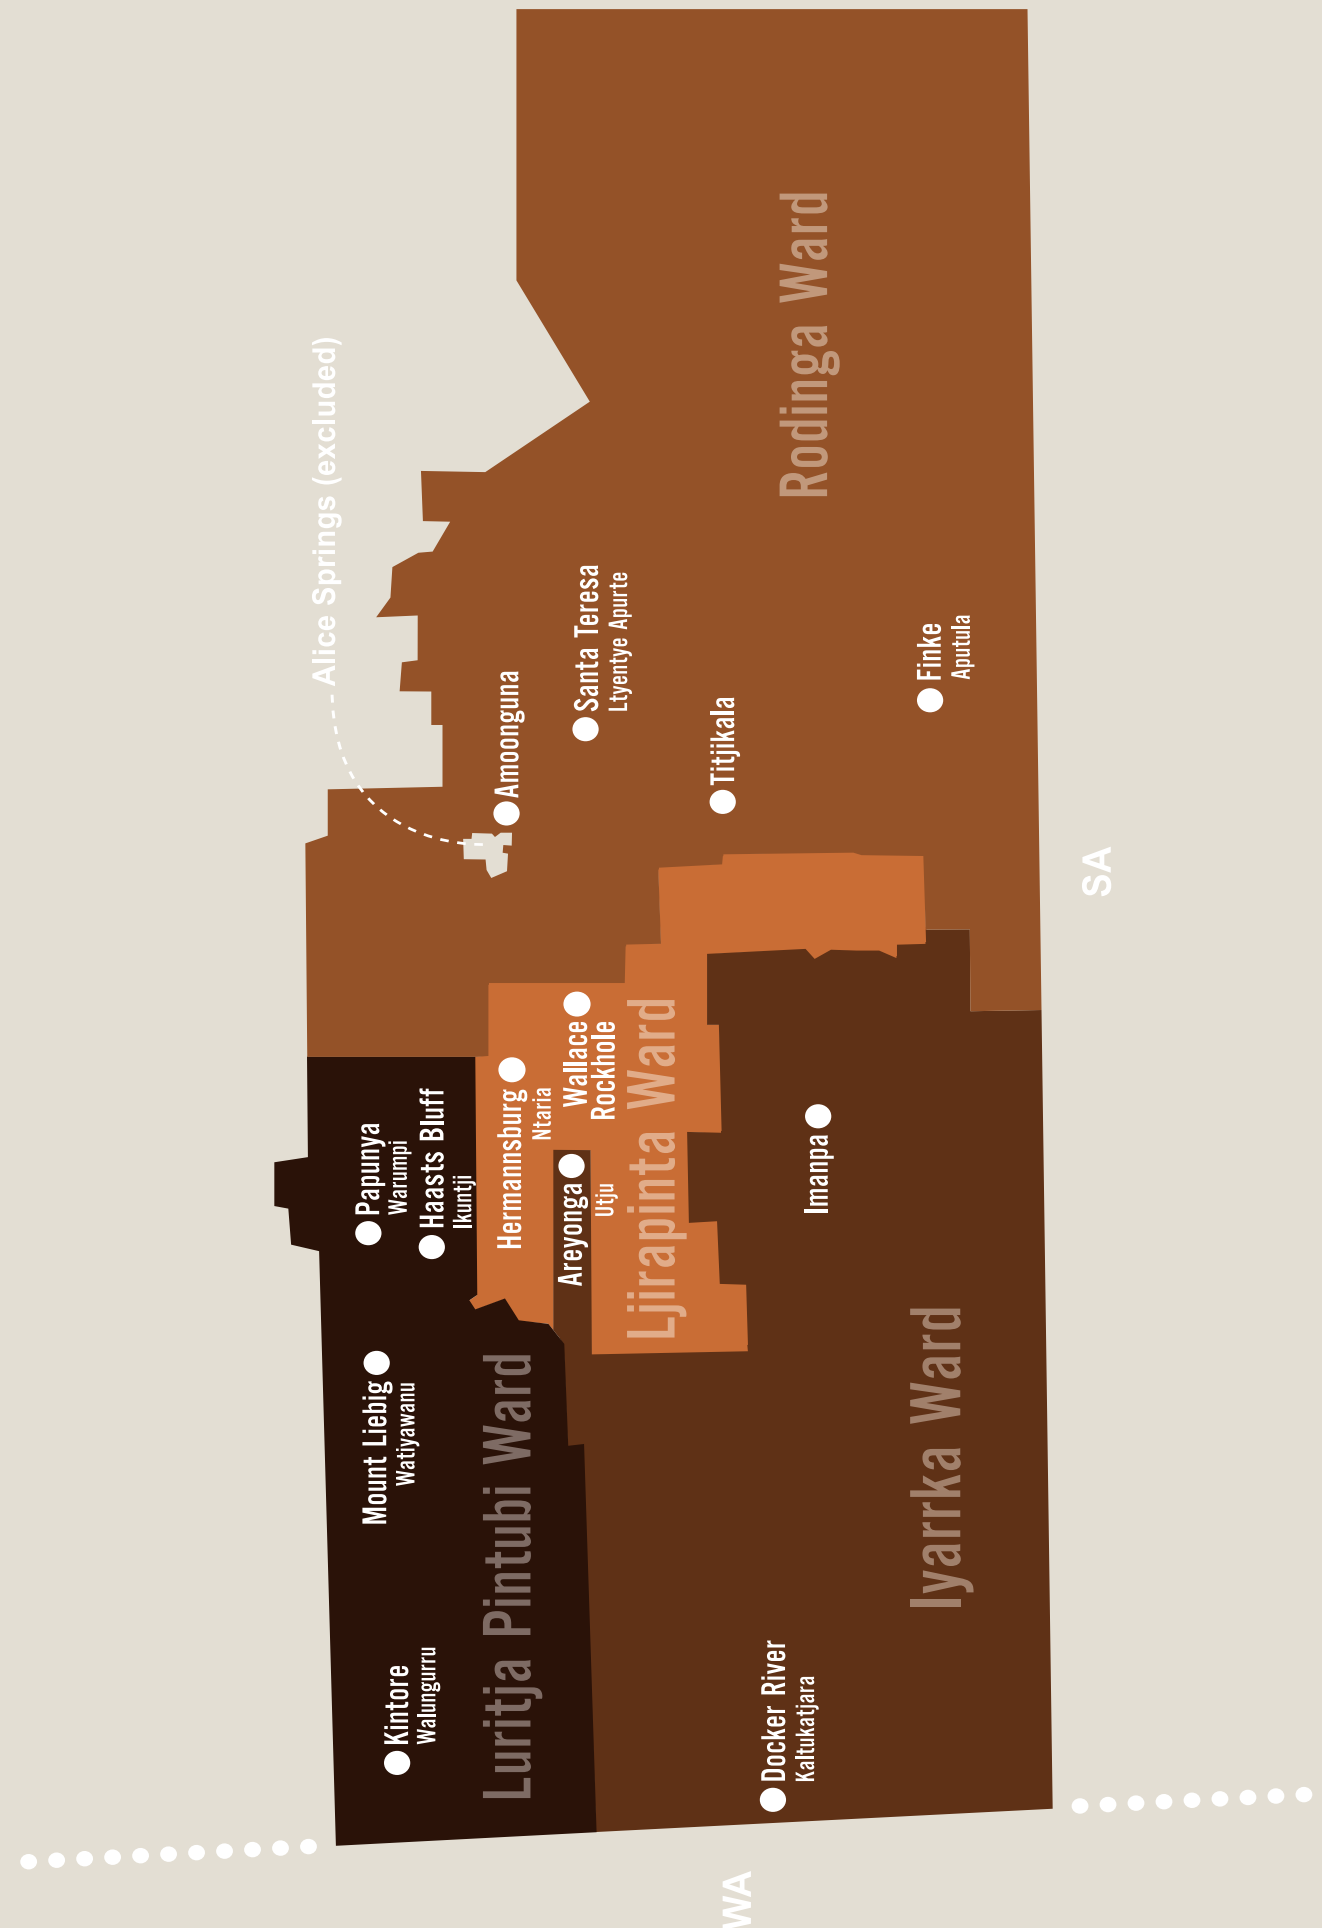 Alice Springs (excluded)
Papunya
Warumpi
Haasts Bluff
Ikuntji
Mount Liebig
Watiyawanu
Kintore
Walungurru
Luritja Pintubi Ward
Amoonguna
Santa Teresa
Ltyentye Apurte
Titjikala
Finke
Aputula
Rodinga Ward
Hermannsburg
Ntaria
Wallace
Rockhole
Areyonga
Utju
Ljirapinta Ward
Imanpa
Docker River
Kaltukatjara
Iyarrka Ward
WA
SA